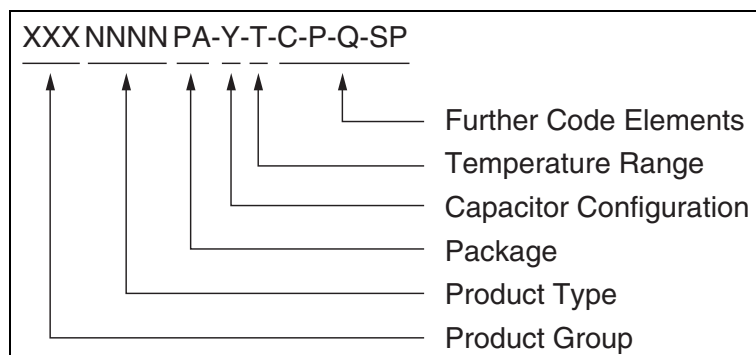 XXX NNNN PA-Y-T-C-P-Q-SP
Further Code Elements
Temperature Range
Capacitor Configuration
Package
Product Type
Product Group